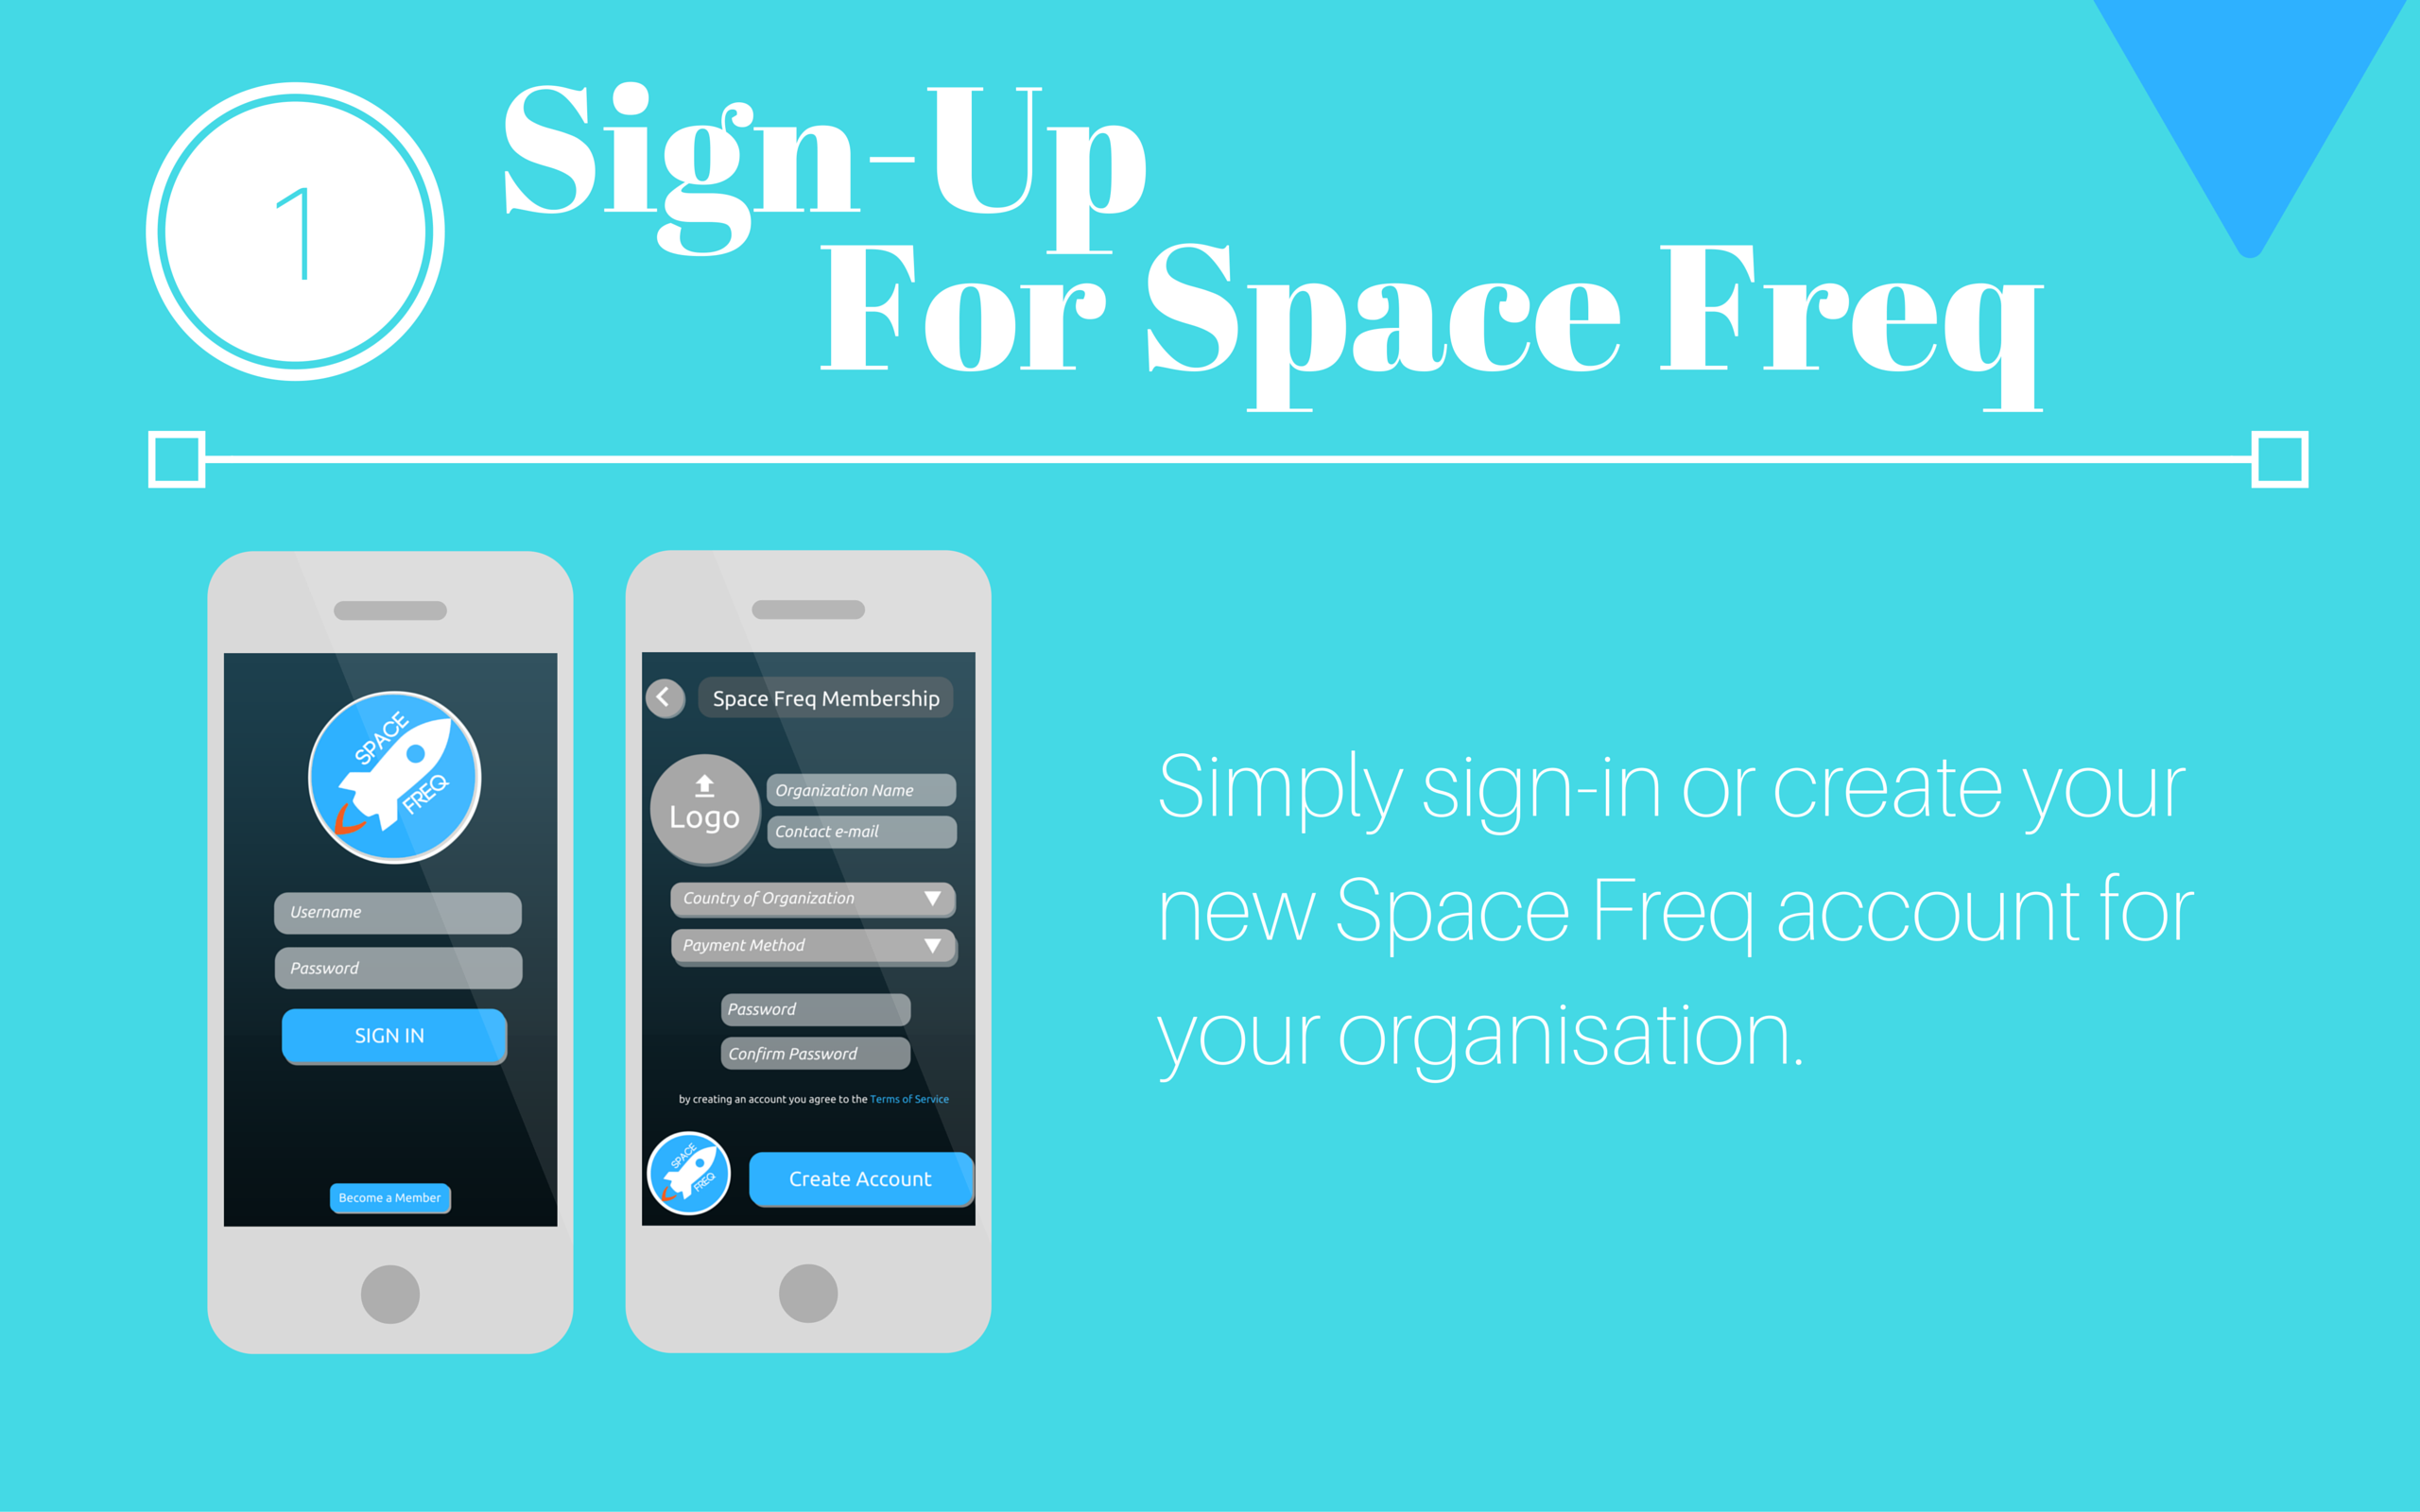 1
Sign-Up
For Space Freq
SPACE
FREQ
Username
Password
SIGN IN
Become a Member
Space Freq Membership
Logo
Organization Name
Contact e-mail
Country of Organization
Payment Method
Password
Confirm Password
by creating an account you agree to the Terms of Service
SPACE
FREQ
Create Account
Simply sign-in or create your
new Space Freq account for
your organisation.